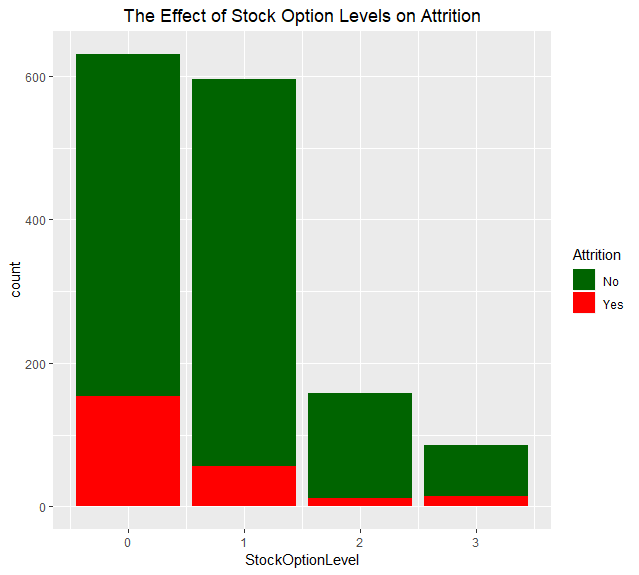 The Effect of Stock Option Levels on Attrition
600
400
200
0
count
0 1 2 3
StockOptionLevel
Attrition
No
Yes